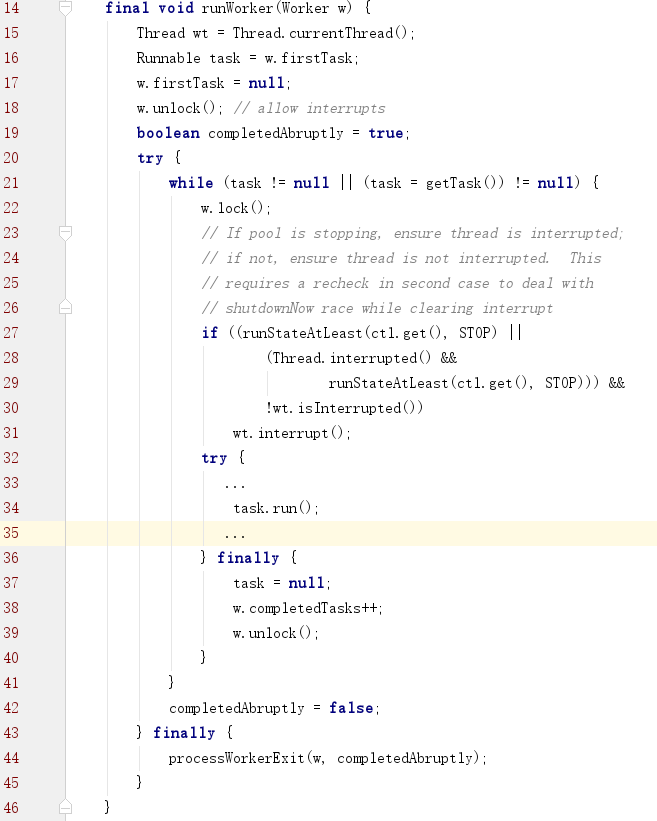 14 final void runWorker(Worker w) {
15 Thread wt = Thread.currentThread();
16 Runnable task = w.firstTask;
17 w.firstTask = null;
18 w.unlock(); // allow interrupts
19 boolean completedAbruptly = true;
20 try {
21 while (task != null || (task = getTask()) != null) {
22 w.lock();
23 // If pool is stopping, ensure thread is interrupted;
24 // if not, ensure thread is not interrupted.  This
25 // requires a recheck in second case to deal with
26 // shutdownNow race while clearing interrupt
27 if ((runStateAtLeast(ctl.get(), STOP) ||
28 (Thread.interrupted() &&
29 runStateAtLeast(ctl.get(), STOP))) &&
30 !wt.isInterrupted())
31 wt.interrupt();
32 try {
33 ...
34 task.run();
35 ...
36 } finally {
37 task = null;
38 w.completedTasks++;
39 w.unlock();
40 }
41 }
42 completedAbruptly = false;
43 } finally {
44 processWorkerExit(w, completedAbruptly);
45 }
46 }